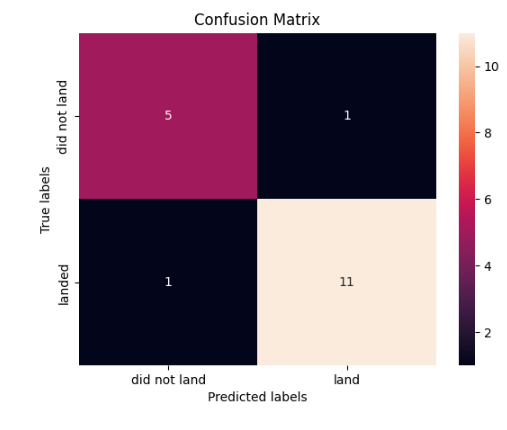 Confusion Matrix
True labels
did not land
5
1
10
8
6
4
2
landed
1
11
did not land
land
Predicted labels